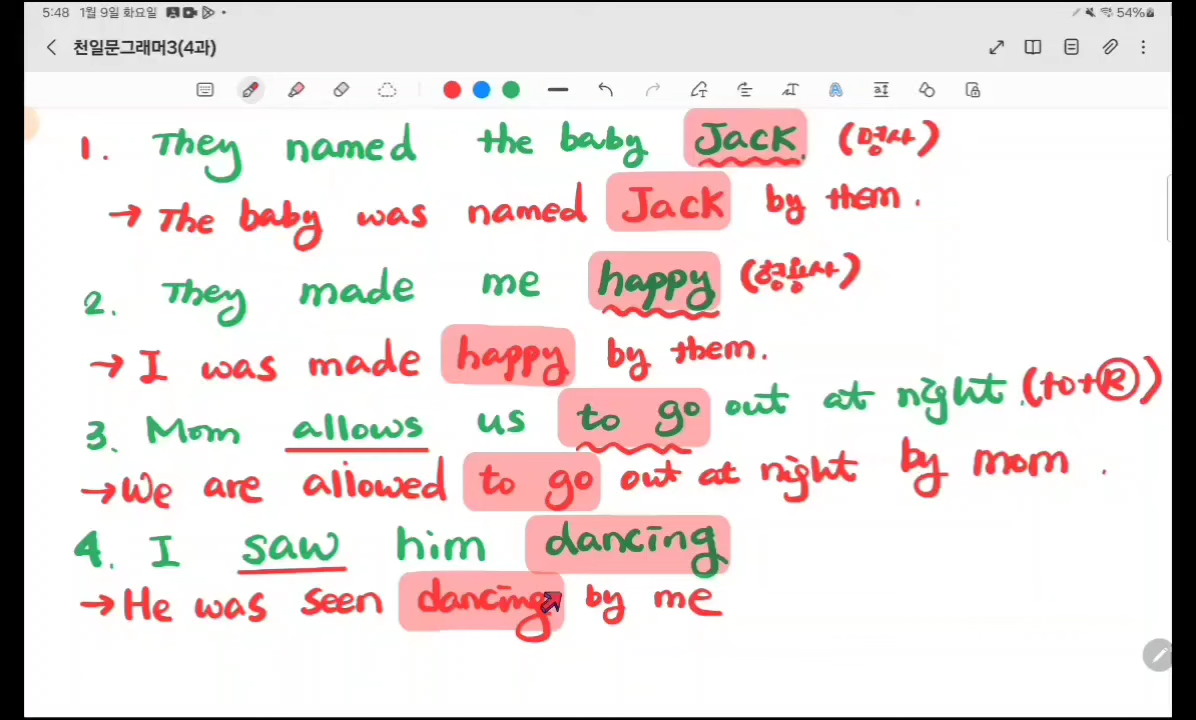 5:48 1월 9일 화요일 54%
천일문그래머3(4과)
1. They named the baby Jack. (명사)
→ The baby was named Jack by them.
2. They made me happy (형용사)
→ I was made happy by them.
3. Mom allows us to go out at night. (to+R)
→ We are allowed to go out at night by mom.
4. I saw him dancing
→ He was seen dancing by me